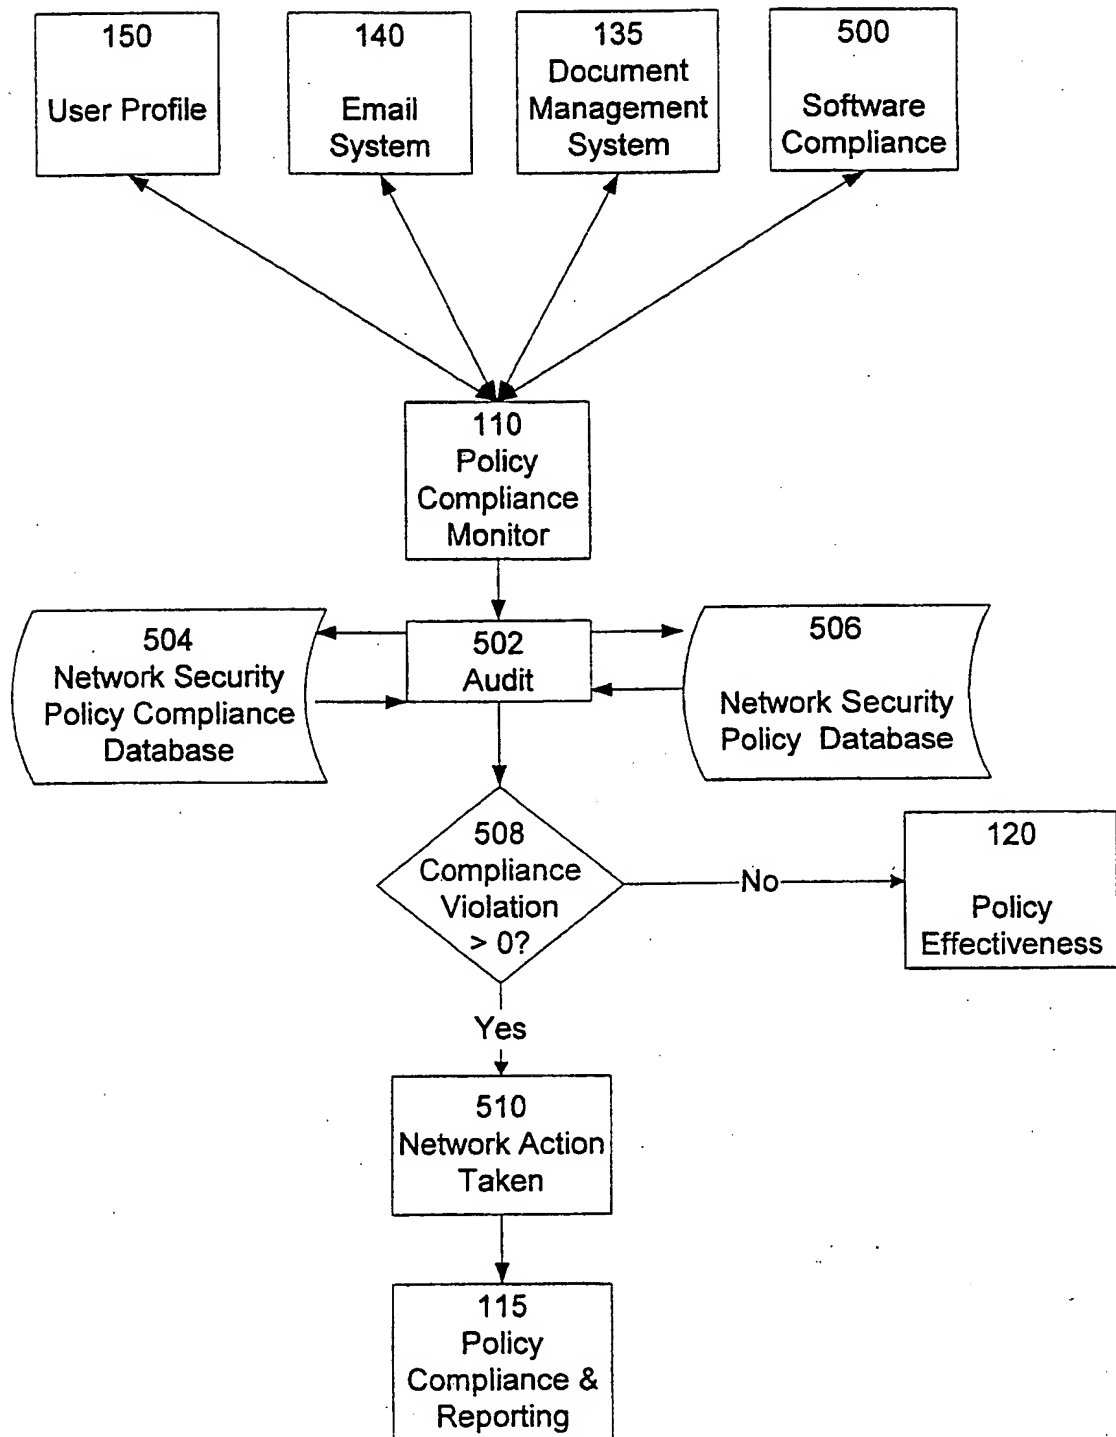 150
User Profile
140
Email
System
135
Document
Management
System
500
Software
Compliance
110
Policy
Compliance
Monitor
504
Network Security
Policy Compliance
Database
502
Audit
506
Network Security
Policy Database
508
Compliance
Violation
> 0?
No
120
Policy
Effectiveness
Yes
510
Network Action
Taken
115
Policy
Compliance &
Reporting